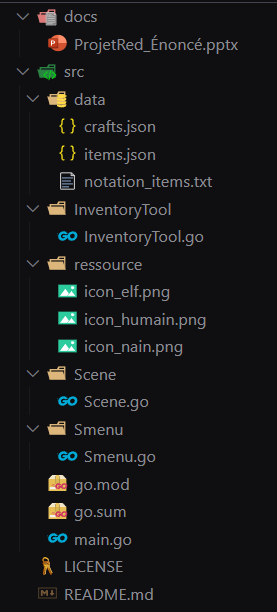 docs
ProjetRed_Énoncé.pptx
src
data
crafts.json
items.json
notation_items.txt
InventoryTool
InventoryTool.go
ressource
icon_elf.png
icon_humain.png
icon_nain.png
Scene
Scene.go
Smenu
Smenu.go
go.mod
go.sum
main.go
LICENSE
README.md